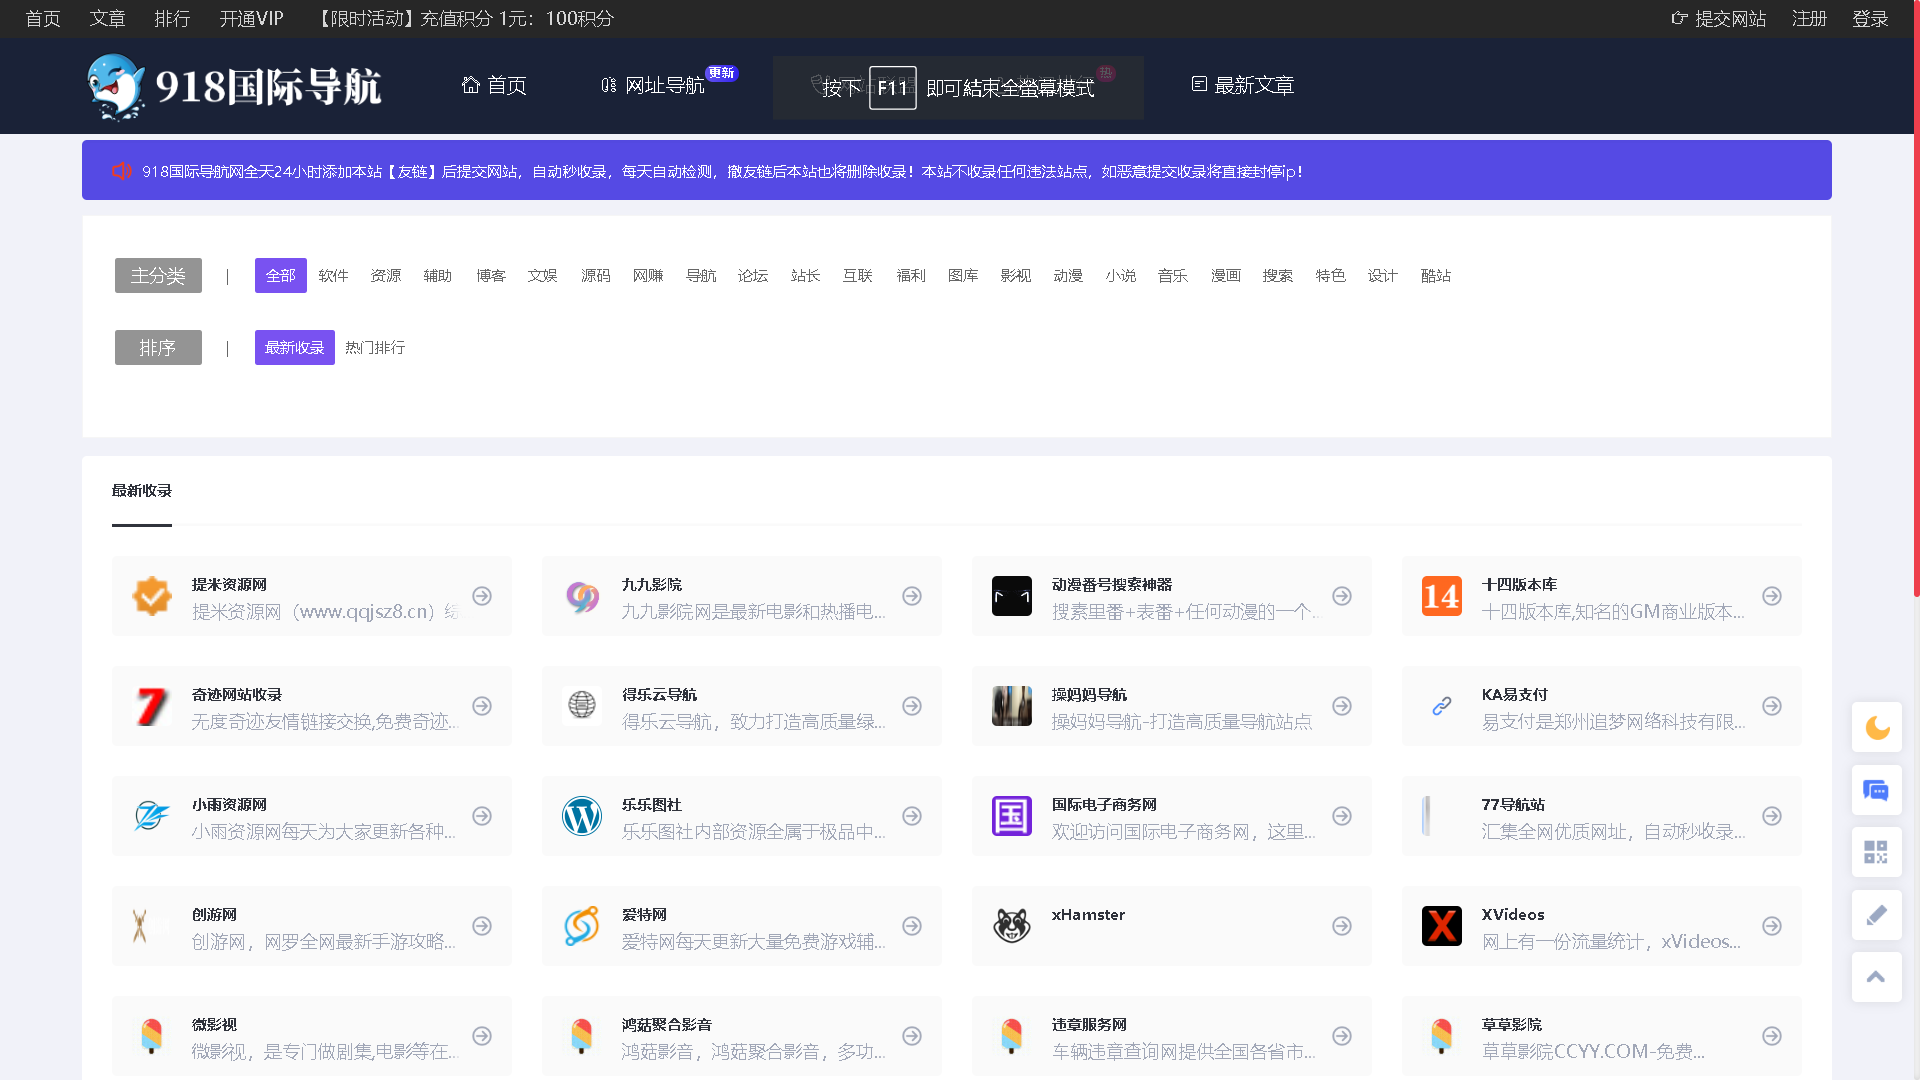 首页 文章 排行 开通VIP 【限时活动】充值积分 1元：100积分 提交网站 注册 登录
918国际导航 首页 网址导航 更新 按下 F11 即可結束全螢幕模式 热 最新文章
918国际导航网全天24小时添加本站【友链】后提交网站，自动秒收录，每天自动检测，撤友链后本站也将删除收录！本站不收录任何违法站点，如恶意提交收录将直接封停ip！
主分类 | 全部 软件 资源 辅助 博客 文娱 源码 网赚 导航 论坛 站长 互联 福利 图库 影视 动漫 小说 音乐 漫画 搜索 特色 设计 酷站
排序 | 最新收录 热门排行
最新收录
提米资源网 九九影院 动漫番号搜索神器 十四版本库
提米资源网（www.qqjsz8.cn）综 九九影院网是最新电影和热播电... 搜素里番+表番+任何动漫的一个... 十四版本库,知名的GM商业版本...
奇迹网站收录 得乐云导航 操妈妈导航 KA易支付
无度奇迹友情链接交换,免费奇迹... 得乐云导航，致力打造高质量绿... 操妈妈导航-打造高质量导航站点 易支付是郑州追梦网络科技有限...
小雨资源网 乐乐图社 国际电子商务网 77导航站
小雨资源网每天为大家更新各种... 乐乐图社内部资源全属于极品中... 欢迎访问国际电子商务网，这里... 汇集全网优质网址，自动秒收录...
创游网 爱特网 xHamster XVideos
创游网，网罗全网最新手游攻略... 爱特网每天更新大量免费游戏辅... 网上有一份流量统计，xVideos...
微影视 鸿菇聚合影音 违章服务网 草草影院
微影视，是专门做剧集,电影等在... 鸿菇影音，鸿菇聚合影音，多功... 车辆违章查询网提供全国各省市... 草草影院CCYY.COM-免费...